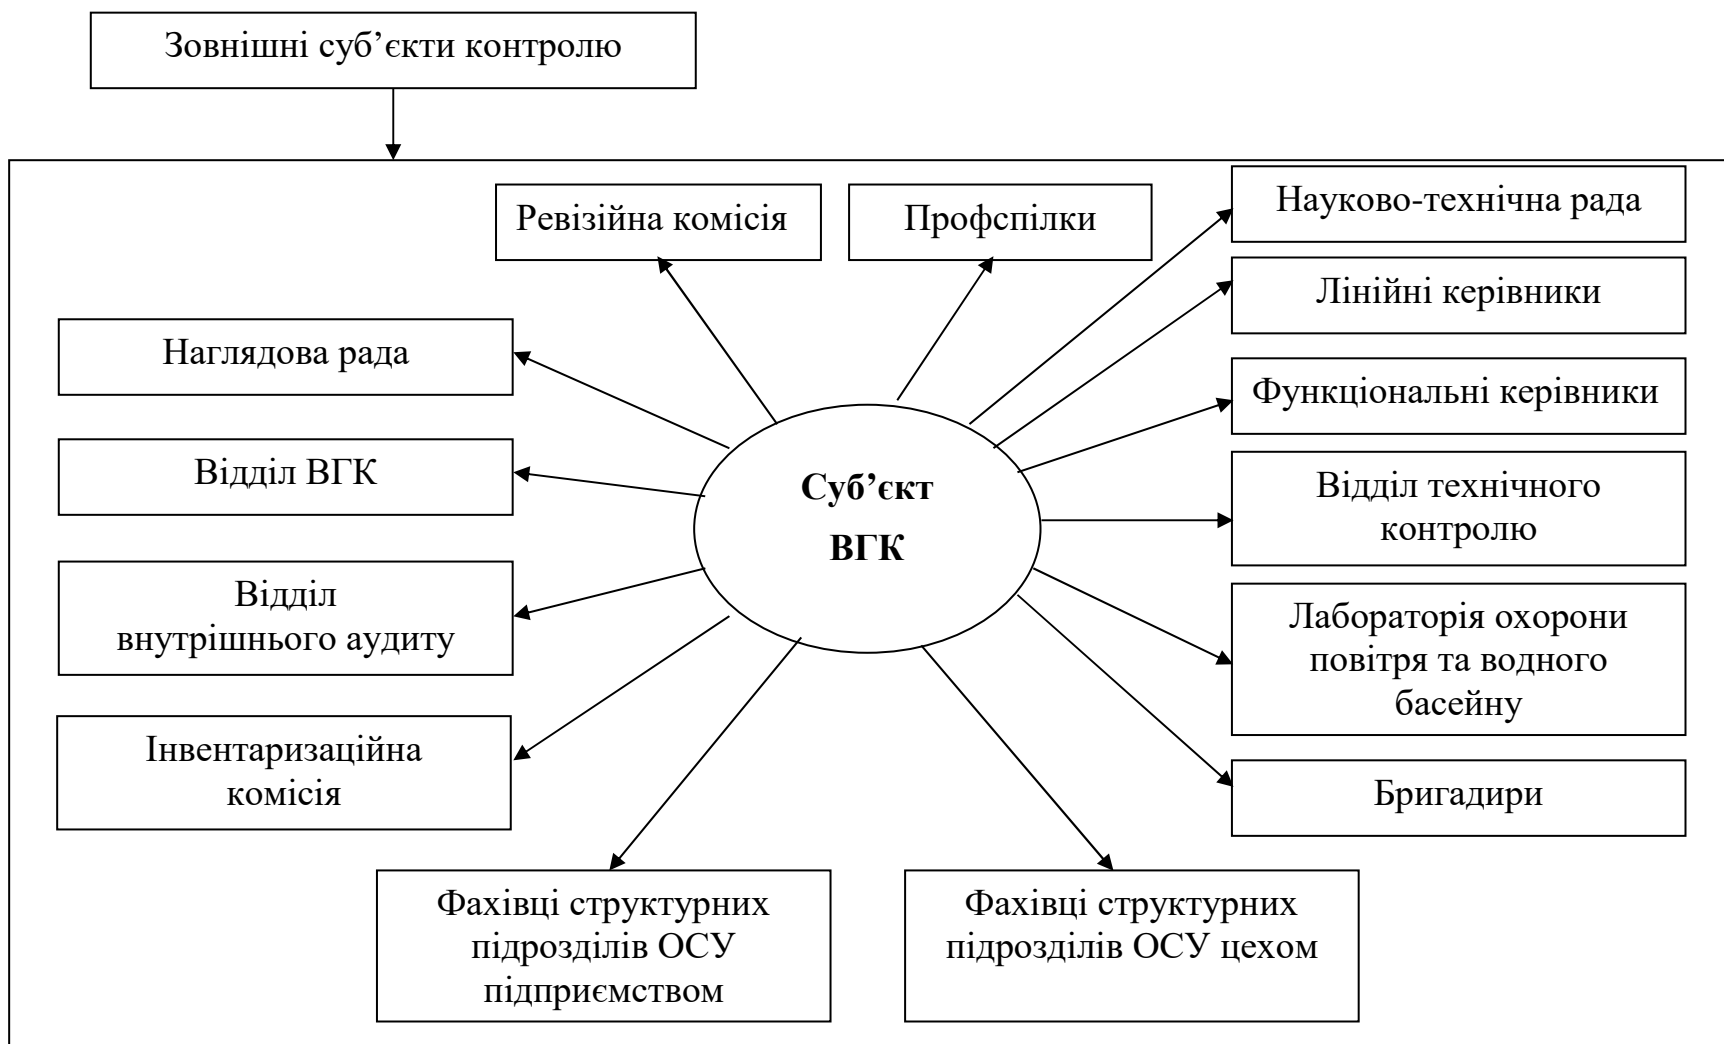 Зовнішні суб’єкти контролю
Ревізійна комісія
Профспілки
Науково-технічна рада
Лінійні керівники
Наглядова рада
Функціональні керівники
Відділ ВГК
Суб’єкт
ВГК
Відділ технічного
контролю
Відділ
внутрішнього аудиту
Лабораторія охорони
повітря та водного
басейну
Інвентаризаційна
комісія
Бригадири
Фахівці структурних
підрозділів ОСУ
підприємством
Фахівці структурних
підрозділів ОСУ цехом